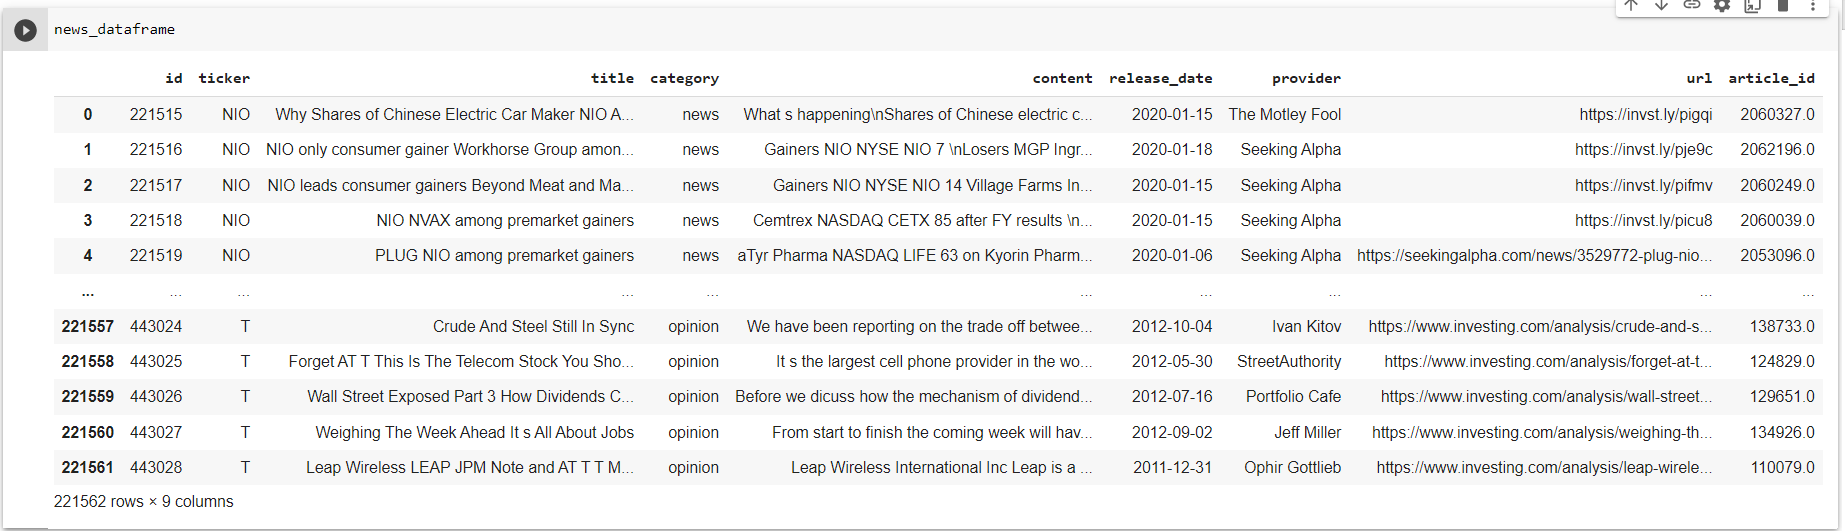 news_dataframe
id ticker title category content release_date provider url article_id
0 221515 NIO Why Shares of Chinese Electric Car Maker NIO A... news What s happening\nShares of Chinese electric c... 2020-01-15 The Motley Fool https://invst.ly/pigqi 2060327.0
1 221516 NIO NIO only consumer gainer Workhorse Group amon... news Gainers NIO NYSE NIO 7 \nLosers MGP Ingr... 2020-01-18 Seeking Alpha https://invst.ly/pje9c 2062196.0
2 221517 NIO NIO leads consumer gainers Beyond Meat and Ma... news Gainers NIO NYSE NIO 14 Village Farms In... 2020-01-15 Seeking Alpha https://invst.ly/pifmv 2060249.0
3 221518 NIO NIO NVAX among premarket gainers news Cemtrex NASDAQ CETX 85 after FY results \n... 2020-01-15 Seeking Alpha https://invst.ly/picu8 2060039.0
4 221519 NIO PLUG NIO among premarket gainers news aTyr Pharma NASDAQ LIFE 63 on Kyorin Pharm... 2020-01-06 Seeking Alpha https://seekingalpha.com/news/3529772-plug-nio... 2053096.0
... ... ... ... ... ... ... ... ... ...
221557 443024 T Crude And Steel Still In Sync opinion We have been reporting on the trade off betwee... 2012-10-04 Ivan Kitov https://www.investing.com/analysis/crude-and-s... 138733.0
221558 443025 T Forget AT T This Is The Telecom Stock You Sho... opinion It s the largest cell phone provider in the wo... 2012-05-30 StreetAuthority https://www.investing.com/analysis/forget-at-t... 124829.0
221559 443026 T Wall Street Exposed Part 3 How Dividends C... opinion Before we dicuss how the mechanism of dividend... 2012-07-16 Portfolio Cafe https://www.investing.com/analysis/wall-street... 129651.0
221560 443027 T Weighing The Week Ahead It s All About Jobs opinion From start to finish the coming week will hav... 2012-09-02 Jeff Miller https://www.investing.com/analysis/weighing-th... 134926.0
221561 443028 T Leap Wireless LEAP JPM Note and AT T T M... opinion Leap Wireless International Inc Leap is a ... 2011-12-31 Ophir Gottlieb https://www.investing.com/analysis/leap-wirele... 110079.0
221562 rows × 9 columns